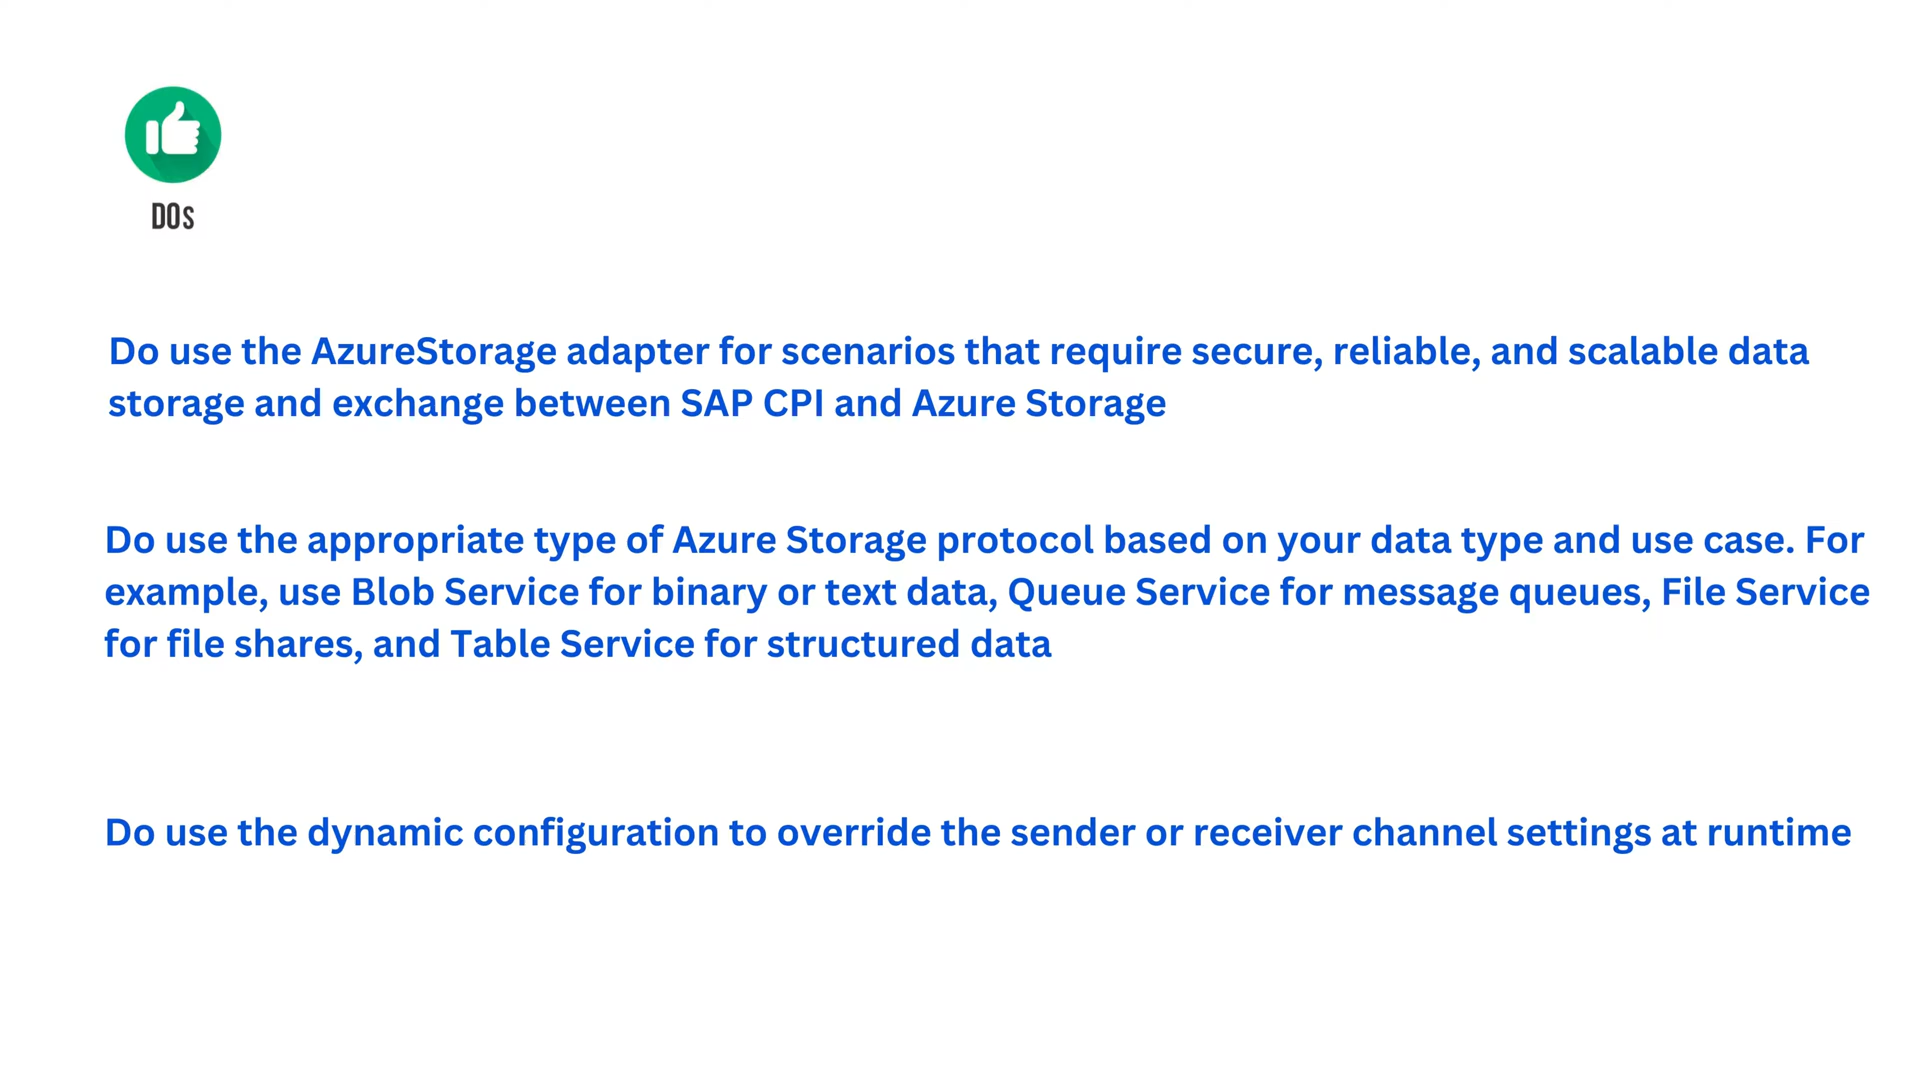 DOs
Do use the AzureStorage adapter for scenarios that require secure, reliable, and scalable data
storage and exchange between SAP CPI and Azure Storage
Do use the appropriate type of Azure Storage protocol based on your data type and use case. For
example, use Blob Service for binary or text data, Queue Service for message queues, File Service
for file shares, and Table Service for structured data
Do use the dynamic configuration to override the sender or receiver channel settings at runtime